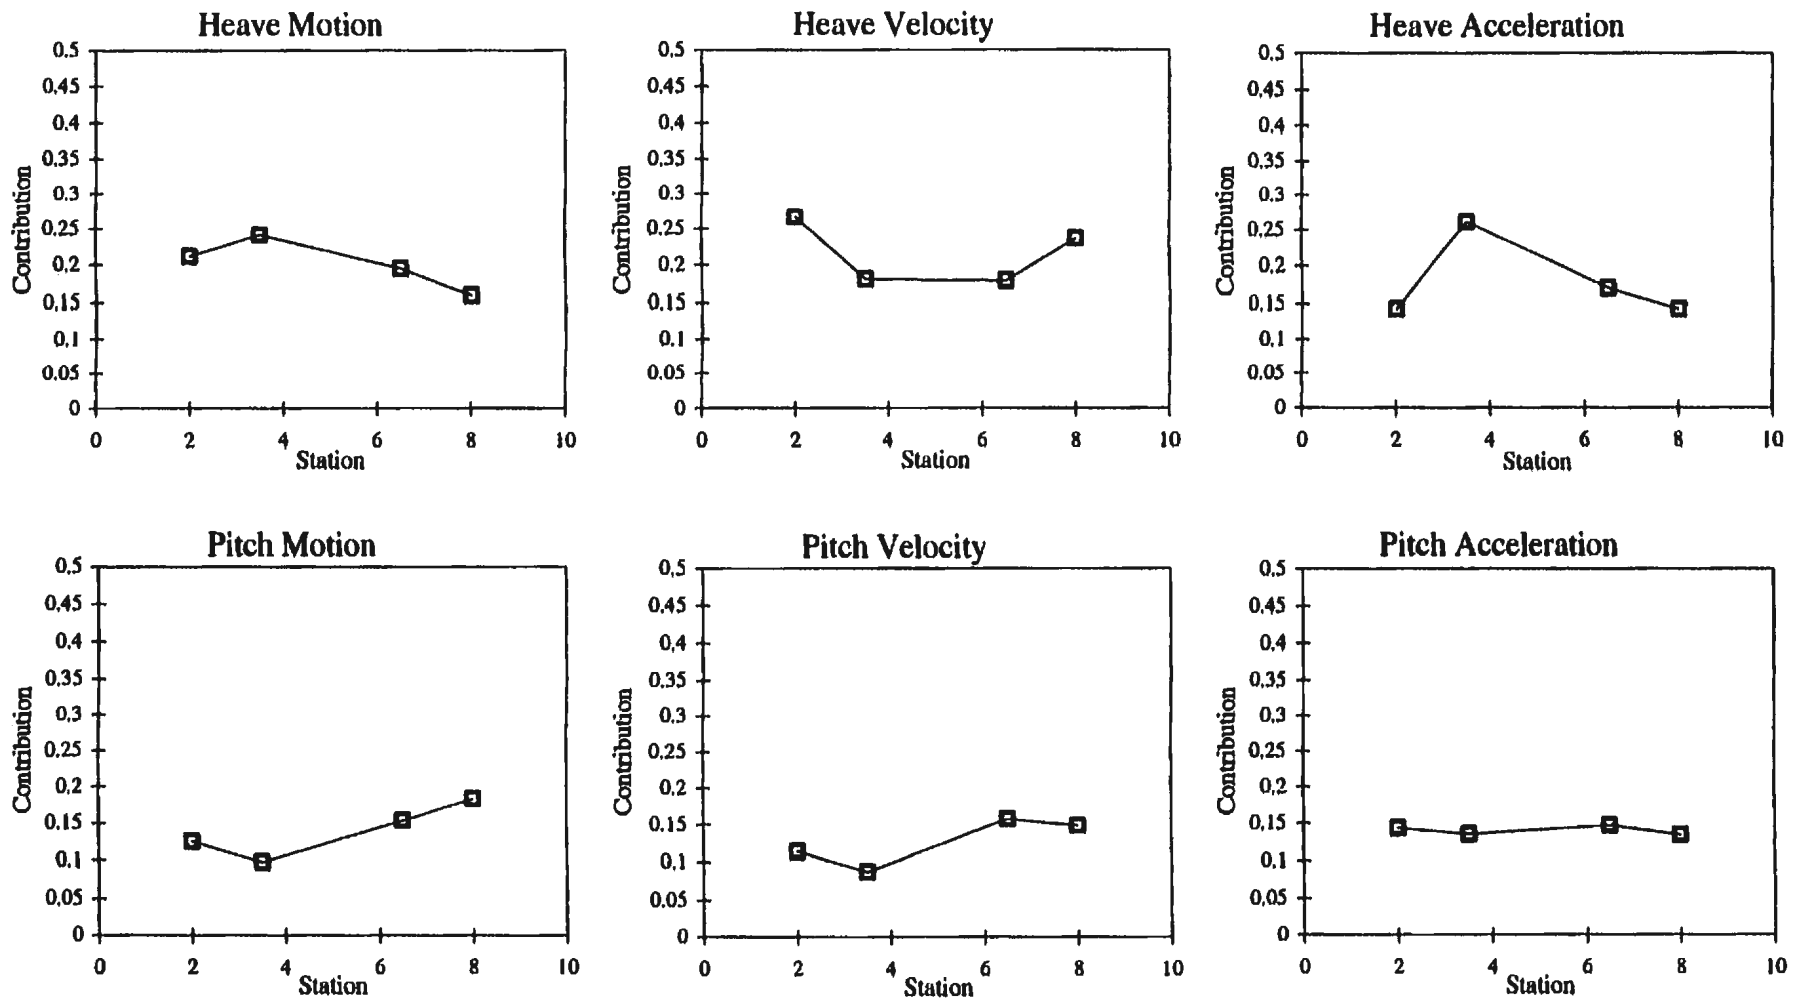 Heave Motion
0.5
0.45
0.4
0.35
0.3
0.25
0.2
0.15
0.1
0.05
0
Contribution
0 2 4 6 8 10
Station
Heave Velocity
0.5
0.45
0.4
0.35
0.3
0.25
0.2
0.15
0.1
0.05
0
Contribution
0 2 4 6 8 10
Station
Heave Acceleration
0.5
0.45
0.4
0.35
0.3
0.25
0.2
0.15
0.1
0.05
0
Contribution
0 2 4 6 8 10
Station
Pitch Motion
0.5
0.45
0.4
0.35
0.3
0.25
0.2
0.15
0.1
0.05
0
Contribution
0 2 4 6 8 10
Station
Pitch Velocity
0.5
0.45
0.4
0.35
0.3
0.25
0.2
0.15
0.1
0.05
0
Contribution
0 2 4 6 8 10
Station
Pitch Acceleration
0.5
0.45
0.4
0.35
0.3
0.25
0.2
0.15
0.1
0.05
0
Contribution
0 2 4 6 8 10
Station